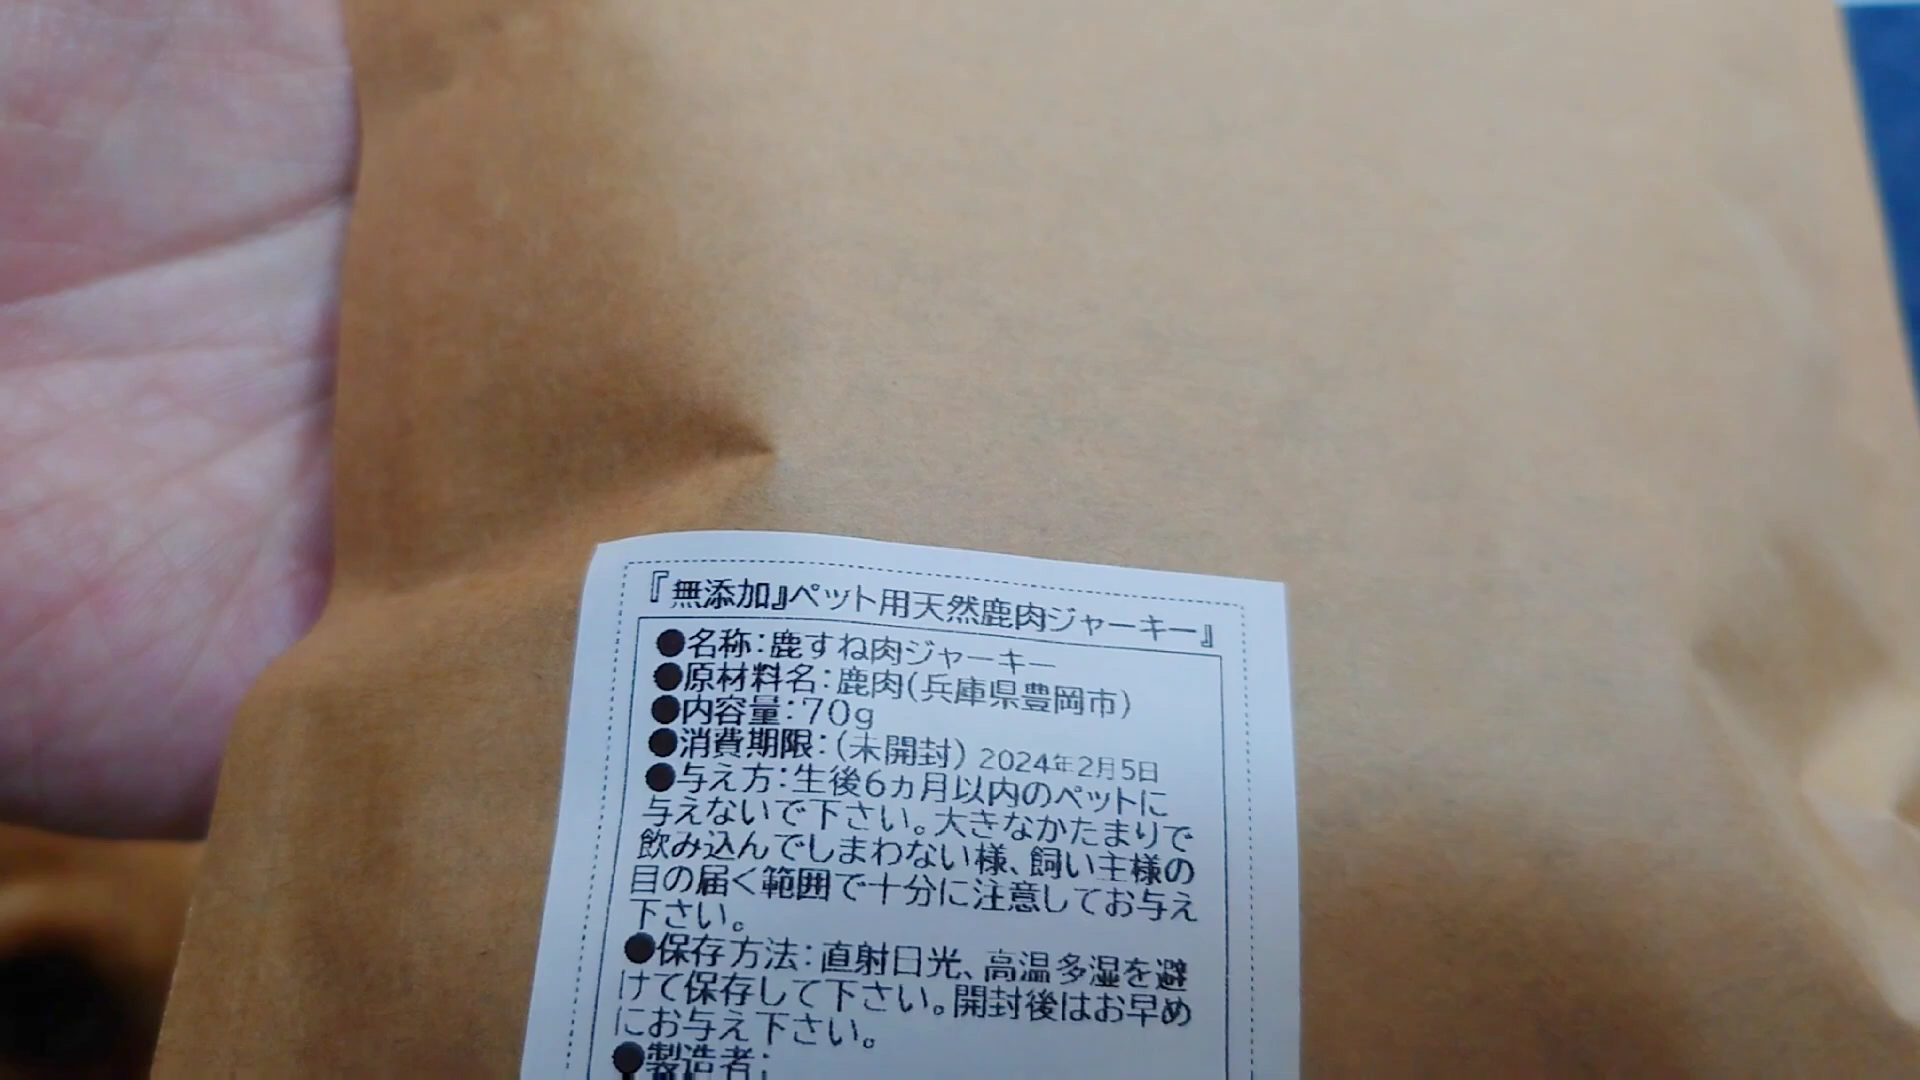 『無添加』ペット用天然鹿肉ジャーキー』
●名称：鹿すね肉ジャーキー
●原材料名：鹿肉(兵庫県豊岡市)
●内容量：70g
●消費期限：(未開封) 2024年2月5日
●与え方：生後6ヵ月以内のペットに
与えないで下さい。大きなかたまりで
飲み込んでしまわない様、飼い主様の
目の届く範囲で十分に注意してお与え
下さい。
●保存方法：直射日光、高温多湿を避
けて保存して下さい。開封後はお早め
にお与え下さい。
●製造者：